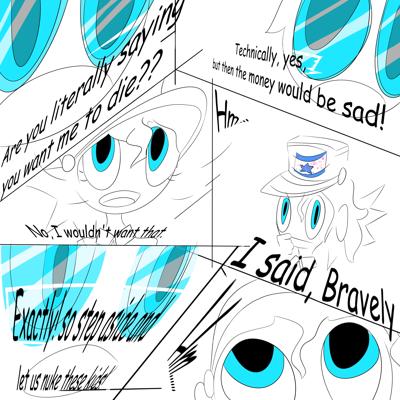 Are you literally saying
you want me to die??
Technically, yes,
but then the money would be sad!
No, I wouldn't want that
Hm...
Exactly! so step aside and
let us nuke these kids!
I said, Bravely